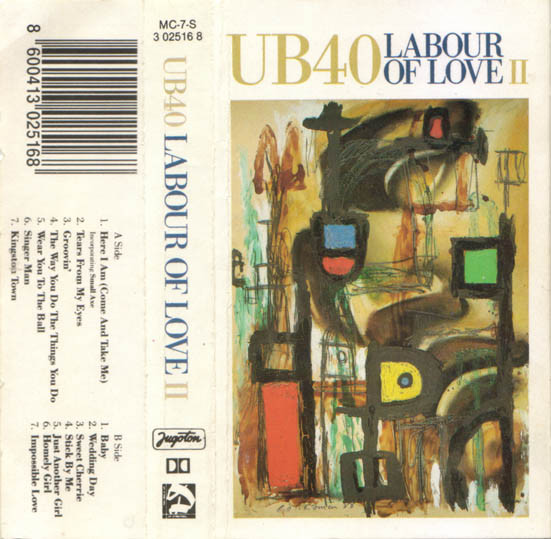 8 600413 025168
A Side
1. Here I Am (Come And Take Me)
Incorporating Small Axe
2. Tears From My Eyes
3. Groovin'
4. The Way You Do The Things You Do
5. Wear You To The Ball
6. Singer Man
7. Kingston Town
B Side
1. Baby
2. Wedding Day
3. Sweet Cherrie
4. Stick By Me
5. Just Another Girl
6. Homely Girl
7. Impossible Love
MC-7-S
3 02516 8
UB40 LABOUR OF LOVE II
Jugoton
UB40 LABOUR
OF LOVE II